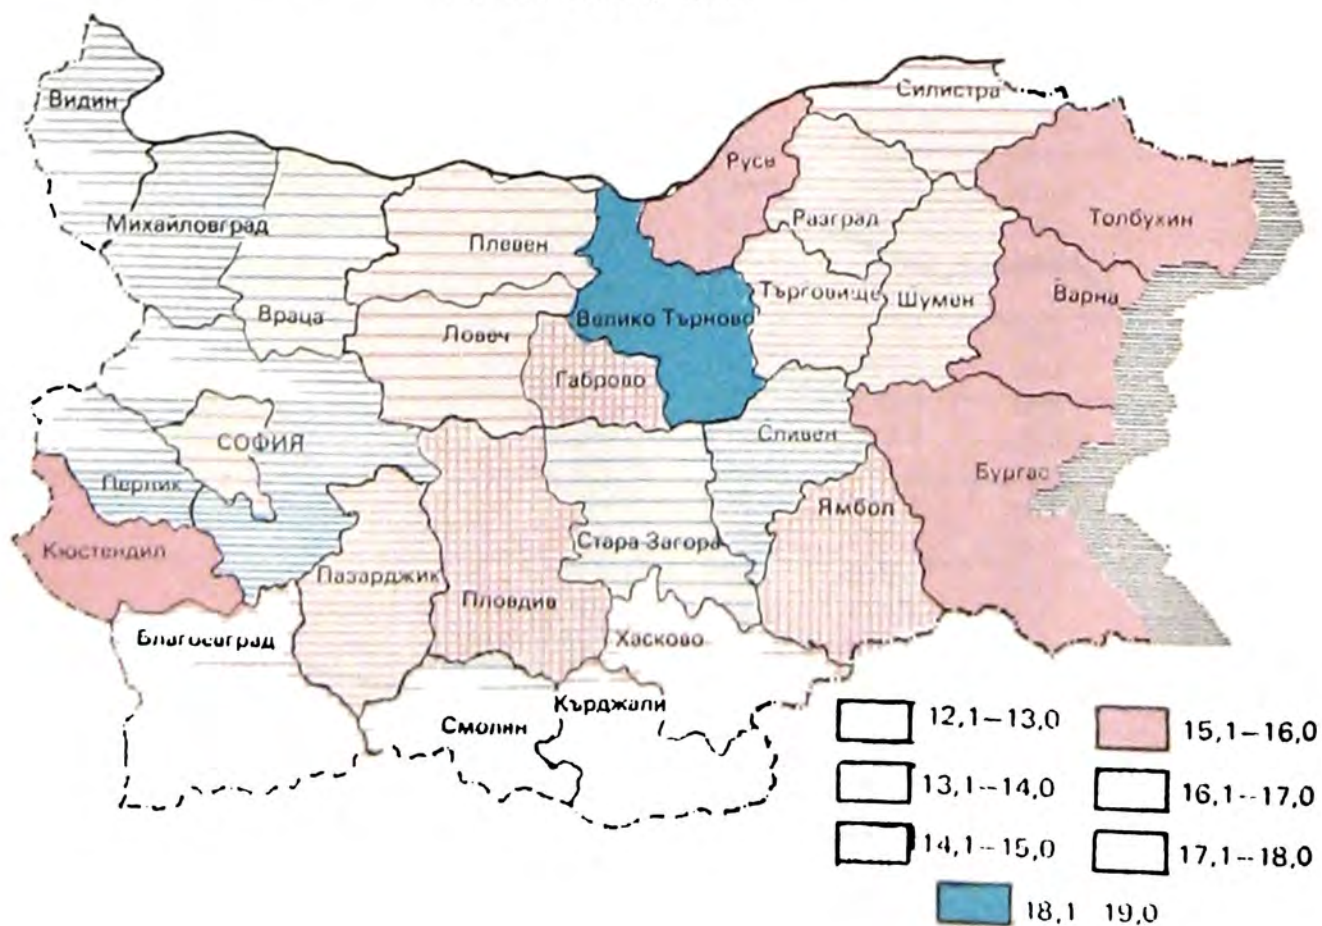 Видин
Силистра
Русе
Михайловград
Плевен
Разград
Толбухин
Враца
Ловеч
Велико Търново
Търговище
Шумен
Варна
Габрово
СОФИЯ
Сливен
Перник
Бургас
Кюстендил
Стара Загора
Ямбол
Пазарджик
Пловдив
Благоевград
Хасково
Смолян
Кърджали
12,1–13,0
15,1–16,0
13,1–14,0
16,1–17,0
14,1–15,0
17,1–18,0
18,1 19,0